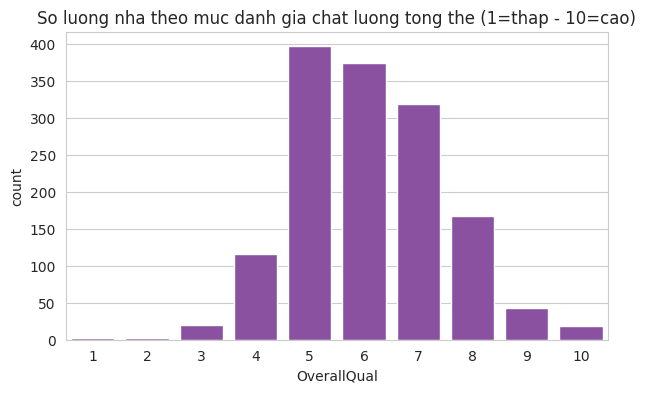 So luong nha theo muc danh gia chat luong tong the (1=thap - 10=cao)
400
350
300
250
200
150
100
50
0
count
1 2 3 4 5 6 7 8 9 10
OverallQual